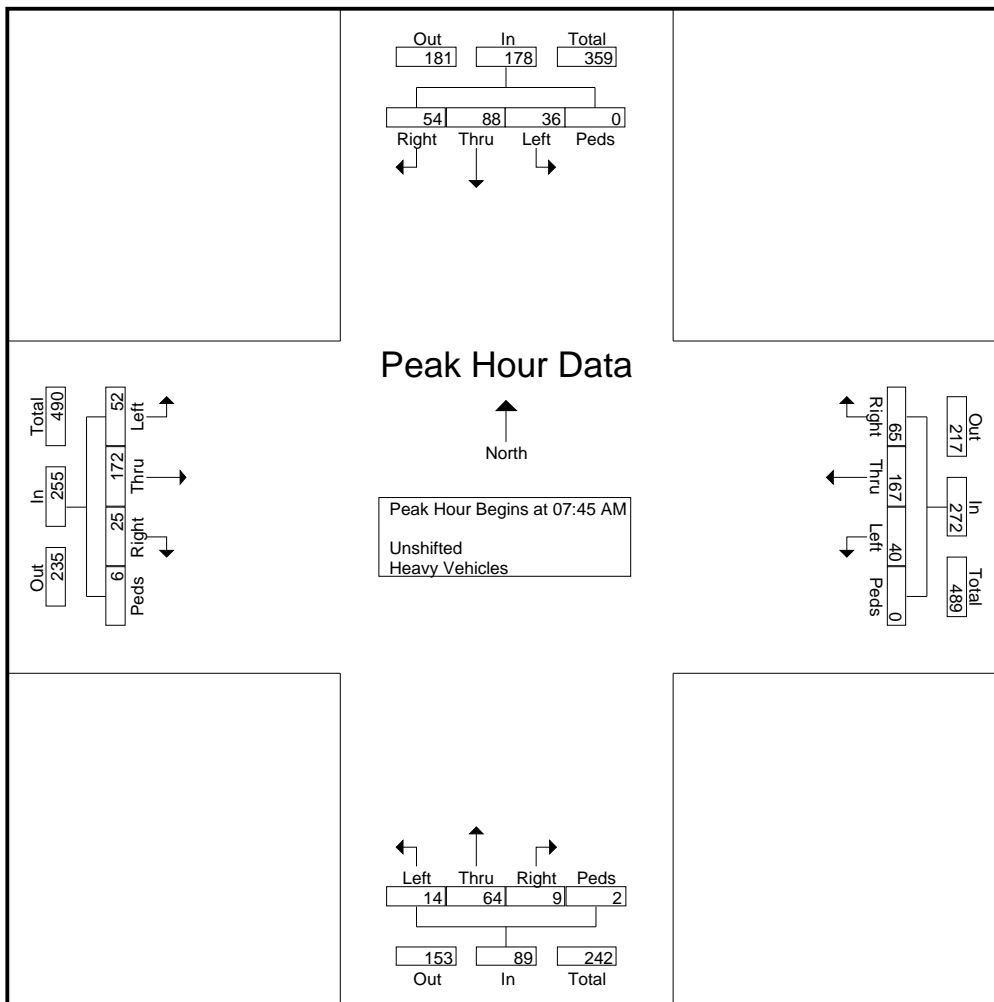 Out In Total
181 178 359
54 88 36 0
Right Thru Left Peds
Peak Hour Data
North
Peak Hour Begins at 07:45 AM
Unshifted
Heavy Vehicles
Total In Out
490 255 235
52 172 25 6
Left Thru Right Peds
Right Thru Left Peds
65 167 40 0
Out In Total
217 272 489
Left Thru Right Peds
14 64 9 2
153 89 242
Out In Total